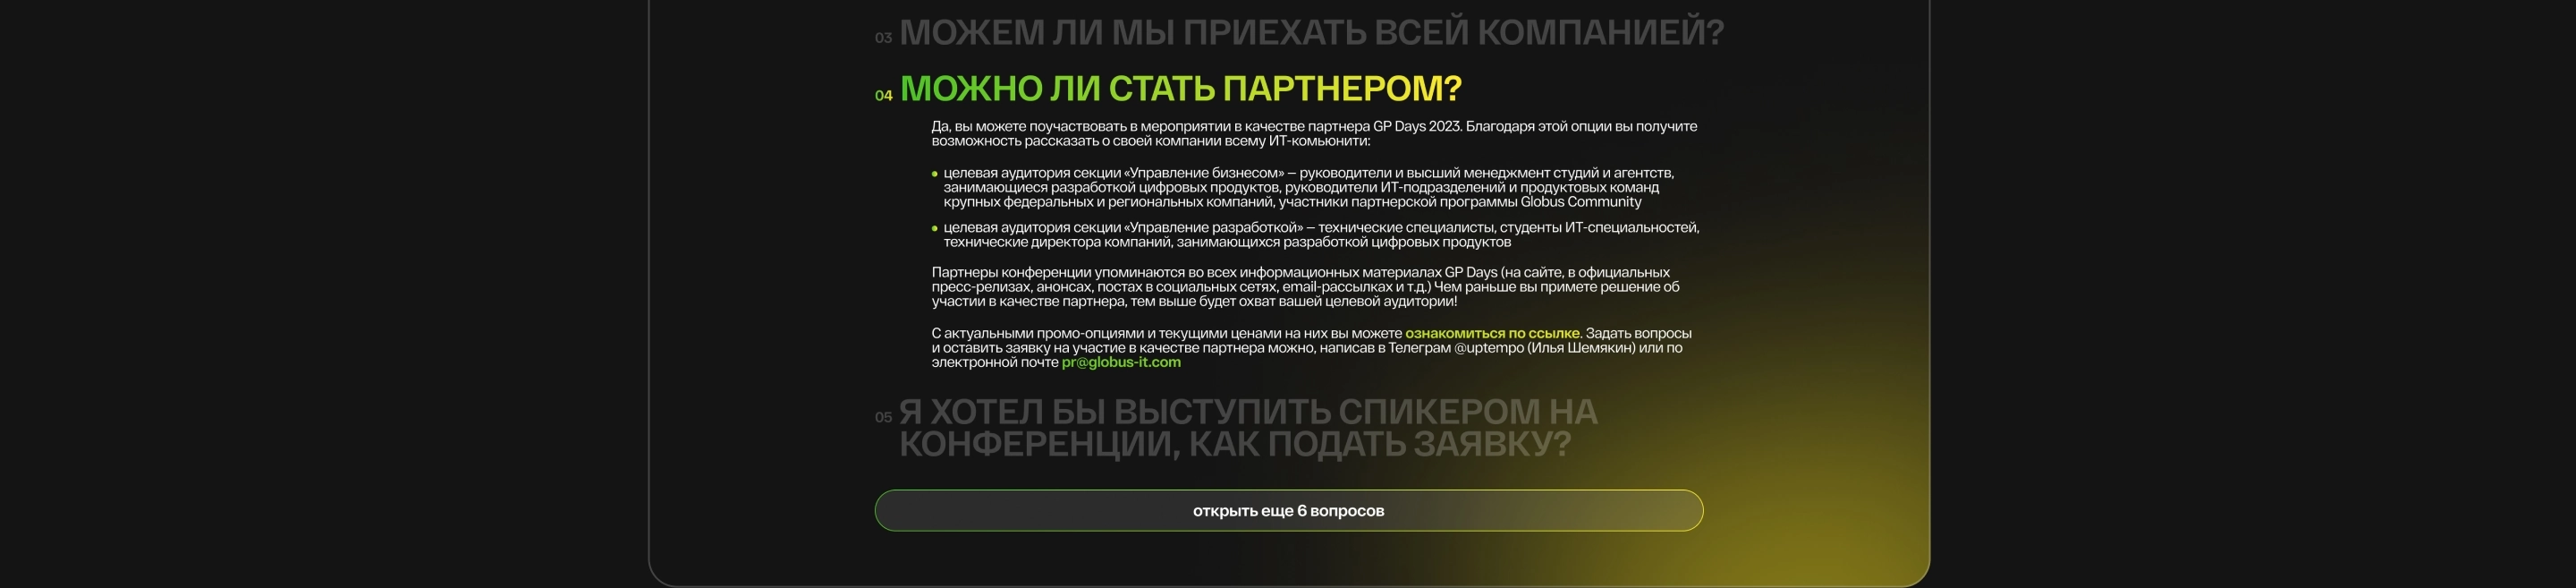 03 МОЖЕМ ЛИ МЫ ПРИЕХАТЬ ВСЕЙ КОМПАНИЕЙ?
04 МОЖНО ЛИ СТАТЬ ПАРТНЕРОМ?
Да, вы можете поучаствовать в мероприятии в качестве партнера GP Days 2023. Благодаря этой опции вы получите
возможность рассказать о своей компании всему ИТ-комьюнити:
• целевая аудитория секции «Управление бизнесом» – руководители и высший менеджмент студий и агентств,
занимающиеся разработкой цифровых продуктов, руководители ИТ-подразделений и продуктовых команд
крупных федеральных и региональных компаний, участники партнерской программы Globus Community
• целевая аудитория секции «Управление разработкой» – технические специалисты, студенты ИТ-специальностей,
технические директора компаний, занимающихся разработкой цифровых продуктов
Партнеры конференции упоминаются во всех информационных материалах GP Days (на сайте, в официальных
пресс-релизах, анонсах, постах в социальных сетях, email-рассылках и т.д.) Чем раньше вы примете решение об
участии в качестве партнера, тем выше будет охват вашей целевой аудитории!
С актуальными промо-опциями и текущими ценами на них вы можете ознакомиться по ссылке. Задать вопросы
и оставить заявку на участие в качестве партнера можно, написав в Телеграм @uptempo (Илья Шемякин) или по
электронной почте pr@globus-it.com
05 Я ХОТЕЛ БЫ ВЫСТУПИТЬ СПИКЕРОМ НА
КОНФЕРЕНЦИИ, КАК ПОДАТЬ ЗАЯВКУ?
открыть еще 6 вопросов